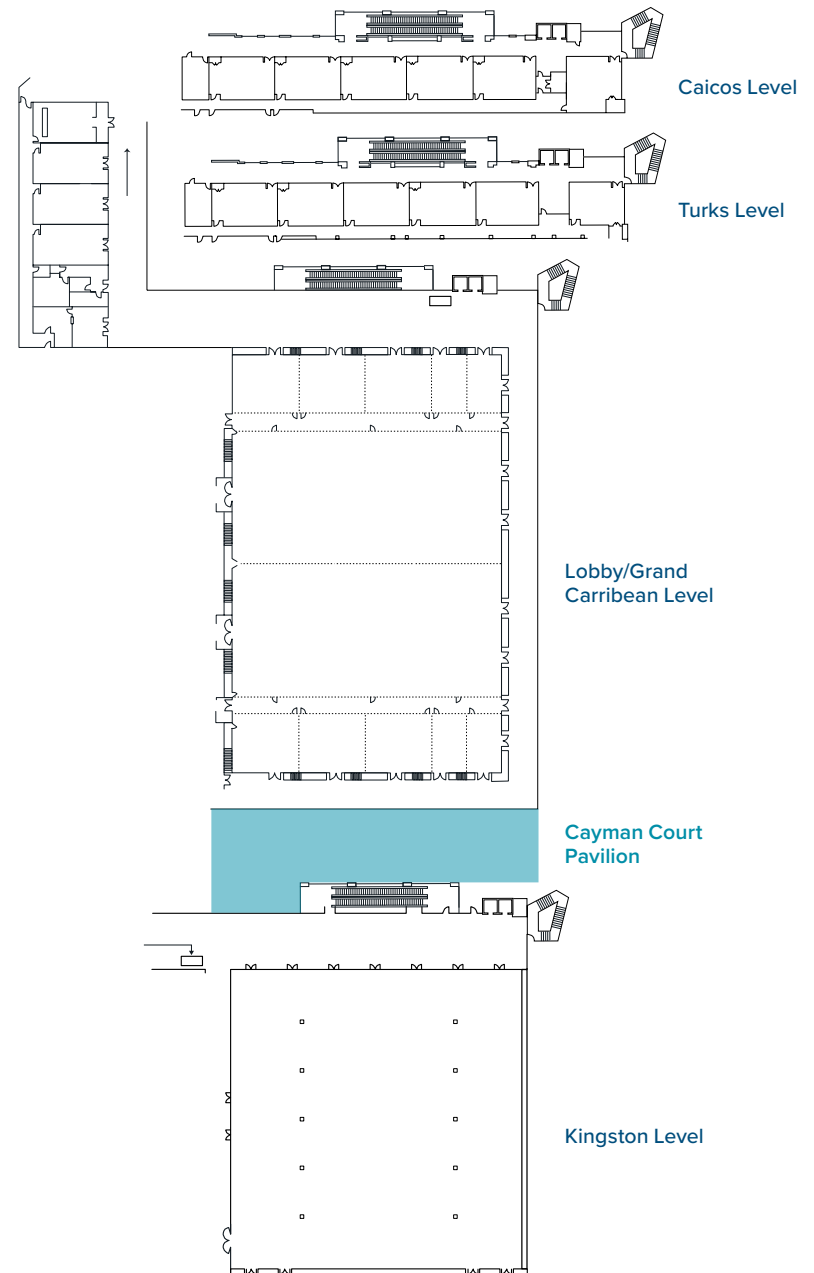 Caicos Level
Turks Level
Lobby/Grand
Carribean Level
Cayman Court
Pavilion
Kingston Level